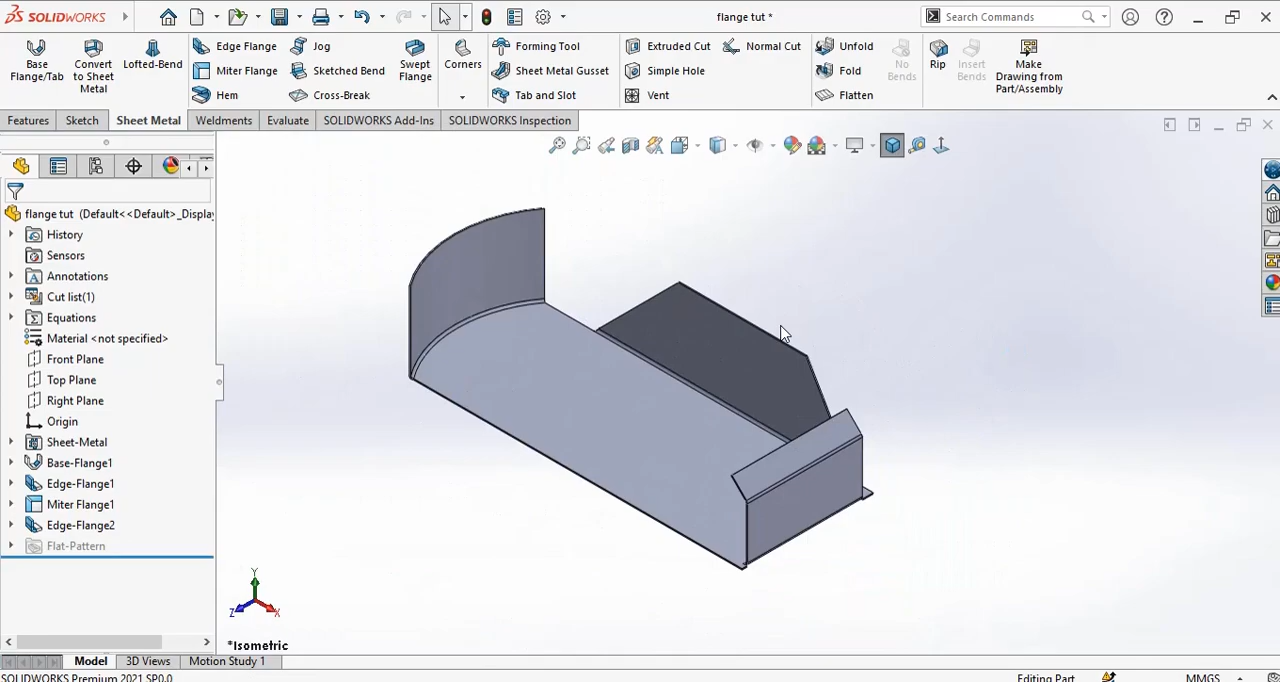 SOLIDWORKS
flange tut *
Search Commands
Base Flange/Tab
Convert to Sheet Metal
Lofted-Bend
Edge Flange
Miter Flange
Hem
Jog
Sketched Bend
Cross-Break
Swept Flange
Corners
Forming Tool
Sheet Metal Gusset
Tab and Slot
Extruded Cut
Simple Hole
Vent
Normal Cut
Unfold
Fold
Flatten
No Bends
Rip
Insert Bends
Make Drawing from Part/Assembly
Features
Sketch
Sheet Metal
Weldments
Evaluate
SOLIDWORKS Add-Ins
SOLIDWORKS Inspection
flange tut (Default<<Default>_Display
History
Sensors
Annotations
Cut list(1)
Equations
Material <not specified>
Front Plane
Top Plane
Right Plane
Origin
Sheet-Metal
Base-Flange1
Edge-Flange1
Miter Flange1
Edge-Flange2
Flat-Pattern
Y
Z
X
*Isometric
Model
3D Views
Motion Study 1
SOLIDWORKS Premium 2021 SP0.0
Editing Part
MMGS